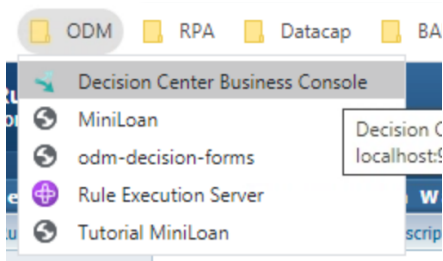 ODM RPA Datacap BA
Decision Center Business Console
MiniLoan
Decision C
odm-decision-forms
localhost:9
Rule Execution Server
Tutorial MiniLoan
scrip